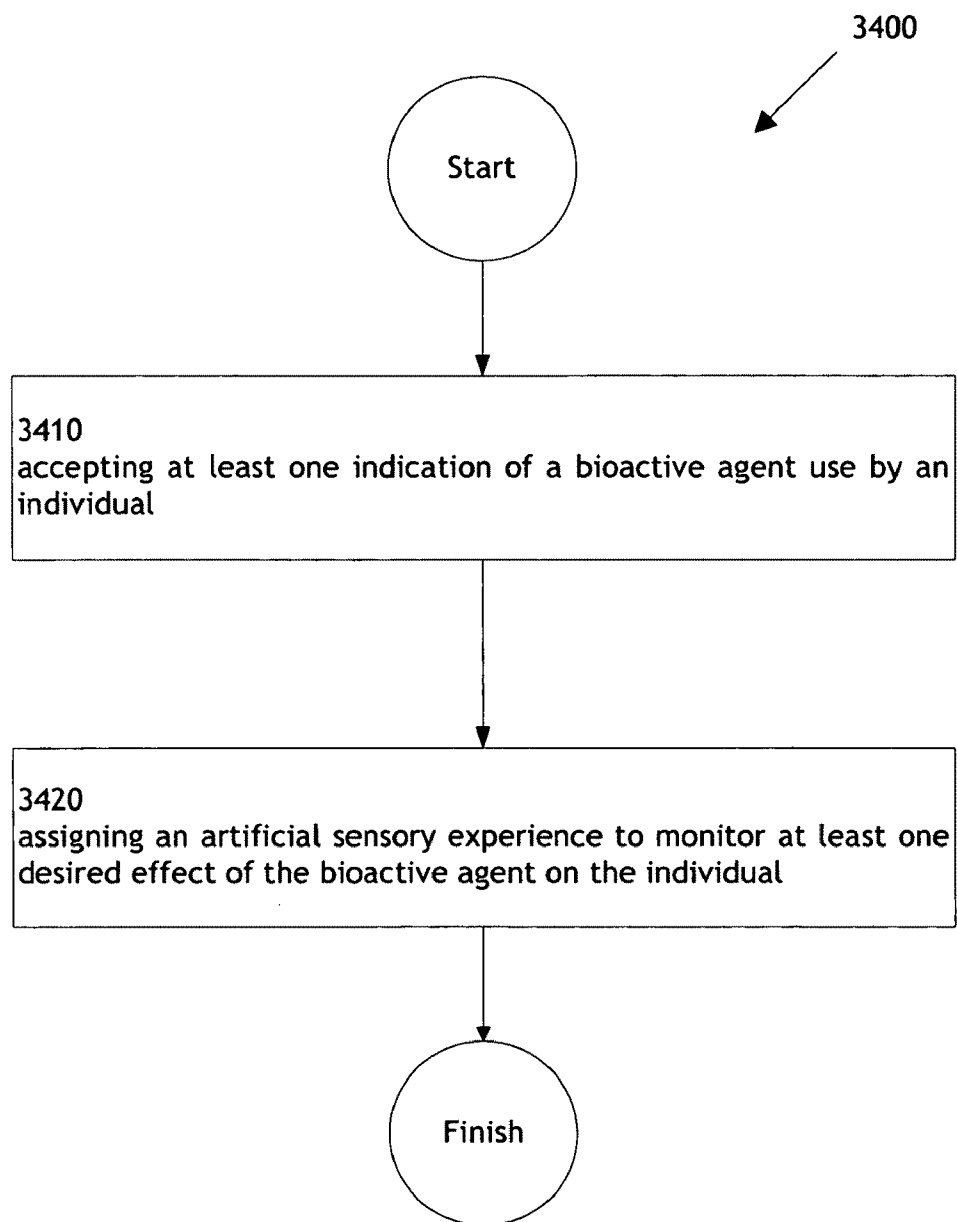 3400
Start
3410
accepting at least one indication of a bioactive agent use by an
individual
3420
assigning an artificial sensory experience to monitor at least one
desired effect of the bioactive agent on the individual
Finish